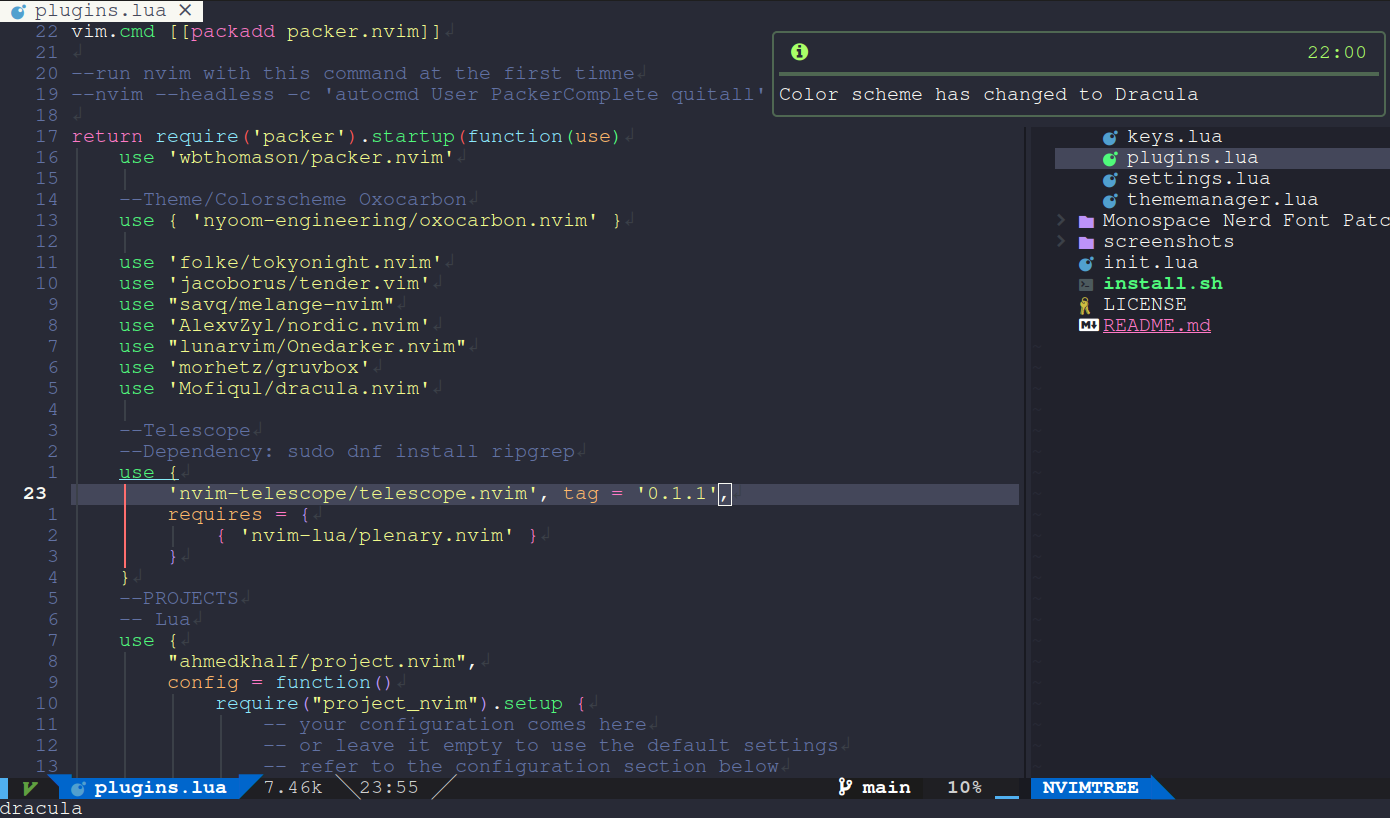 plugins.lua ×
22 vim.cmd [[packadd packer.nvim]]
21
20 --run nvim with this command at the first timne
19 --nvim --headless -c 'autocmd User PackerComplete quitall'
18
17 return require('packer').startup(function(use)
16 use 'wbthomason/packer.nvim'
15
14 --Theme/Colorscheme Oxocarbon
13 use { 'nyoom-engineering/oxocarbon.nvim' }
12
11 use 'folke/tokyonight.nvim'
10 use 'jacoborus/tender.vim'
9 use "savq/melange-nvim"
8 use 'AlexvZyl/nordic.nvim'
7 use "lunarvim/Onedarker.nvim"
6 use 'morhetz/gruvbox'
5 use 'Mofiqul/dracula.nvim'
4
3 --Telescope
2 --Dependency: sudo dnf install ripgrep
1 use {
23 'nvim-telescope/telescope.nvim', tag = '0.1.1',
1 requires = {
2 { 'nvim-lua/plenary.nvim' }
3 }
4 }
5 --PROJECTS
6 -- Lua
7 use {
8 "ahmedkhalf/project.nvim",
9 config = function()
10 require("project_nvim").setup {
11 -- your configuration comes here
12 -- or leave it empty to use the default settings
13 -- refer to the configuration section below
22:00
Color scheme has changed to Dracula
keys.lua
plugins.lua
settings.lua
thememanager.lua
Monospace Nerd Font Patc
screenshots
init.lua
install.sh
LICENSE
README.md
plugins.lua 7.46k 23:55 main 10% NVIMTREE
dracula